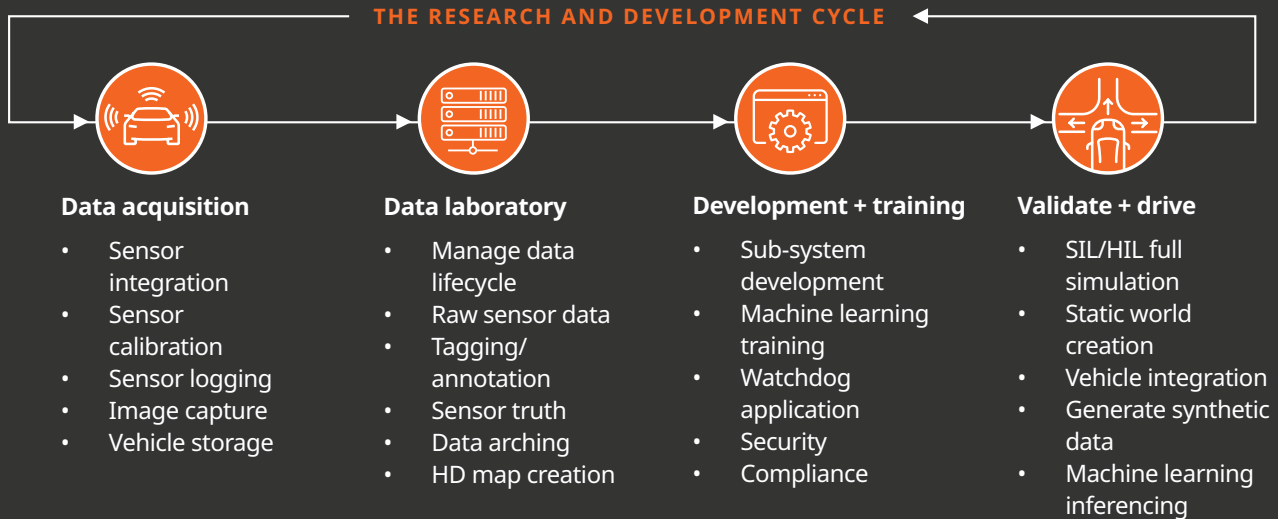 THE RESEARCH AND DEVELOPMENT CYCLE
Data acquisition
• Sensor
integration
• Sensor
calibration
• Sensor logging
• Image capture
• Vehicle storage
Data laboratory
• Manage data
lifecycle
• Raw sensor data
• Tagging/
annotation
• Sensor truth
• Data arching
• HD map creation
Development + training
• Sub-system
development
• Machine learning
training
• Watchdog
application
• Security
• Compliance
Validate + drive
• SIL/HIL full
simulation
• Static world
creation
• Vehicle integration
• Generate synthetic
data
• Machine learning
inferencing